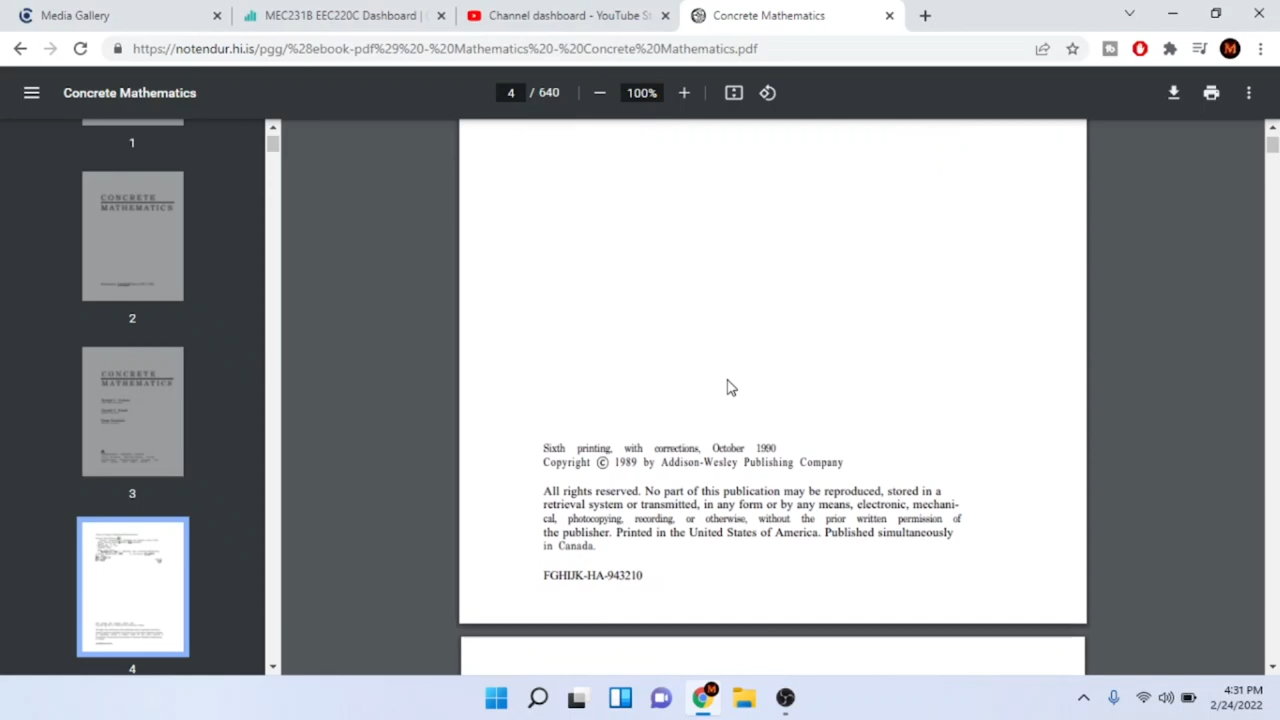 Media Gallery
MEC231B EEC220C Dashboard | 
Channel dashboard - YouTube St
Concrete Mathematics
https://notendur.hi.is/pgg/%28ebook-pdf%29%20-%20Mathematics%20-%20Concrete%20Mathematics.pdf
M
Concrete Mathematics
4 / 640
100%
1
CONCRETE
MATHEMATICS
2
CONCRETE
MATHEMATICS
3
4
Sixth printing, with corrections, October 1990
Copyright © 1989 by Addison-Wesley Publishing Company
All rights reserved. No part of this publication may be reproduced, stored in a
retrieval system or transmitted, in any form or by any means, electronic, mechani-
cal, photocopying, recording, or otherwise, without the prior written permission of
the publisher. Printed in the United States of America. Published simultaneously
in Canada.
FGHIJK-HA-943210
M
4:31 PM
2/24/2022